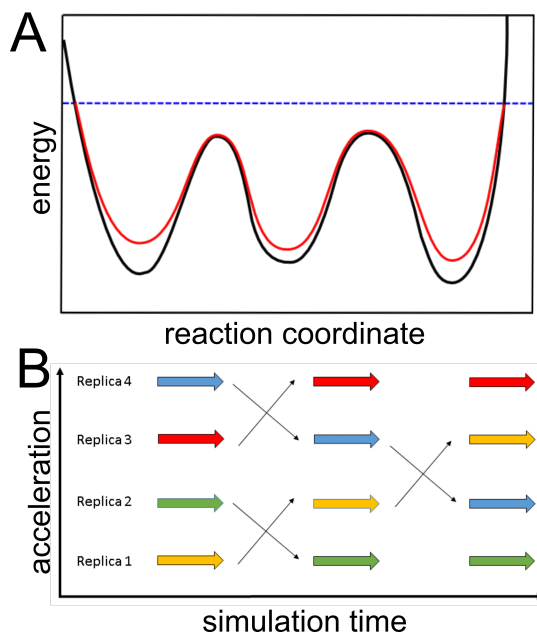 A
energy
reaction coordinate
B
acceleration
Replica 4
Replica 3
Replica 2
Replica 1
simulation time